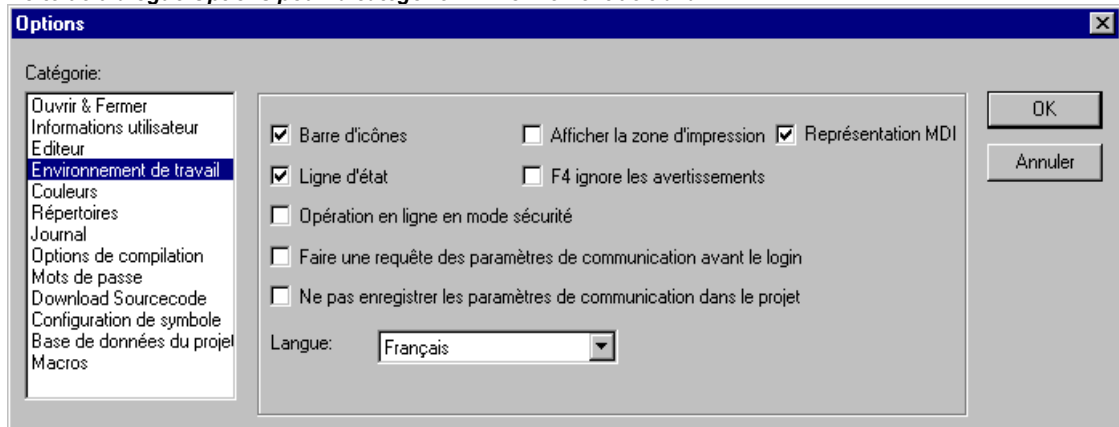 Options
Catégorie:
Ouvrir & Fermer
Informations utilisateur
Editeur
Environnement de travail
Couleurs
Répertoires
Journal
Options de compilation
Mots de passe
Download Sourcecode
Configuration de symbole
Base de données du projet
Macros
Barre d'icônes Afficher la zone d'impression Représentation MDI
Ligne d'état F4 ignore les avertissements
Opération en ligne en mode sécurité
Faire une requête des paramètres de communication avant le login
Ne pas enregistrer les paramètres de communication dans le projet
Langue: Français
OK
Annuler